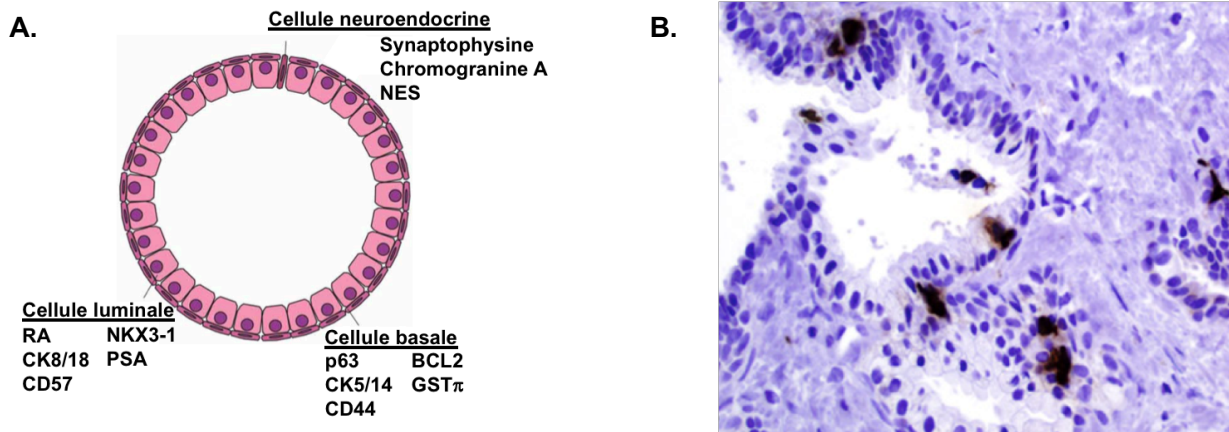 A.
Cellule neuroendocrine
Synaptophysine
Chromogranine A
NES
Cellule luminale
RA NKX3-1
CK8/18 PSA
CD57
Cellule basale
p63 BCL2
CK5/14 GSTπ
CD44
B.